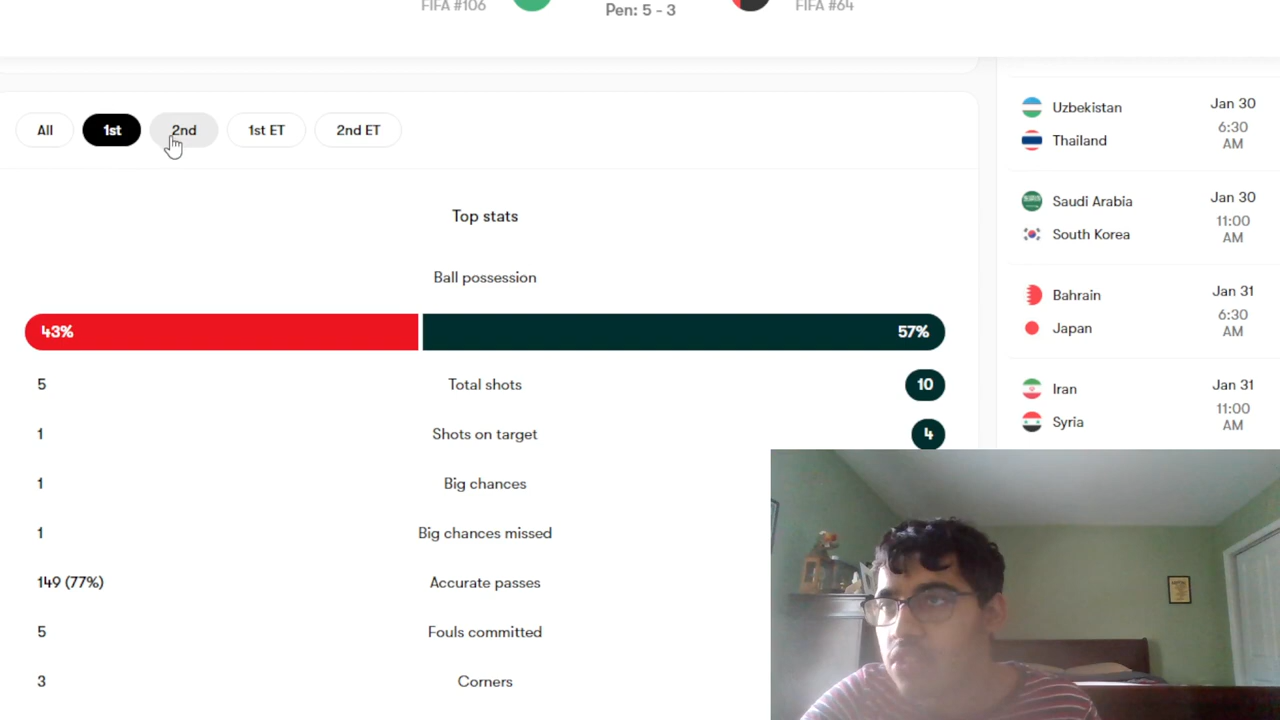 FIFA #106
Pen: 5 - 3
FIFA #64
All
1st
2nd
1st ET
2nd ET
Top stats
Ball possession
43%
57%
5
Total shots
10
1
Shots on target
4
1
Big chances
1
Big chances missed
149 (77%)
Accurate passes
5
Fouls committed
3
Corners
Uzbekistan
Thailand
Jan 30
6:30
AM
Saudi Arabia
South Korea
Jan 30
11:00
AM
Bahrain
Japan
Jan 31
6:30
AM
Iran
Syria
Jan 31
11:00
AM